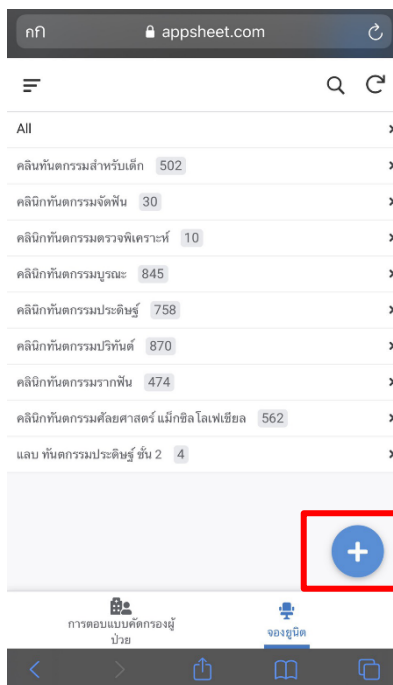 กก appsheet.com
All
คลินทันตกรรมสำหรับเด็ก 502
คลินิกทันตกรรมจัดฟัน 30
คลินิกทันตกรรมตรวจพิเคราะห์ 10
คลินิกทันตกรรมบูรณะ 845
คลินิกทันตกรรมประดิษฐ์ 758
คลินิกทันตกรรมปริทันต์ 870
คลินิกทันตกรรมรากฟัน 474
คลินิกทันตกรรมศัลยศาสตร์ แม็กซิลโลเฟเชียล 562
แลบ ทันตกรรมประดิษฐ์ ชั้น 2 4
การตอบแบบคัดกรองผู้
ป่วย
จองยูนิต